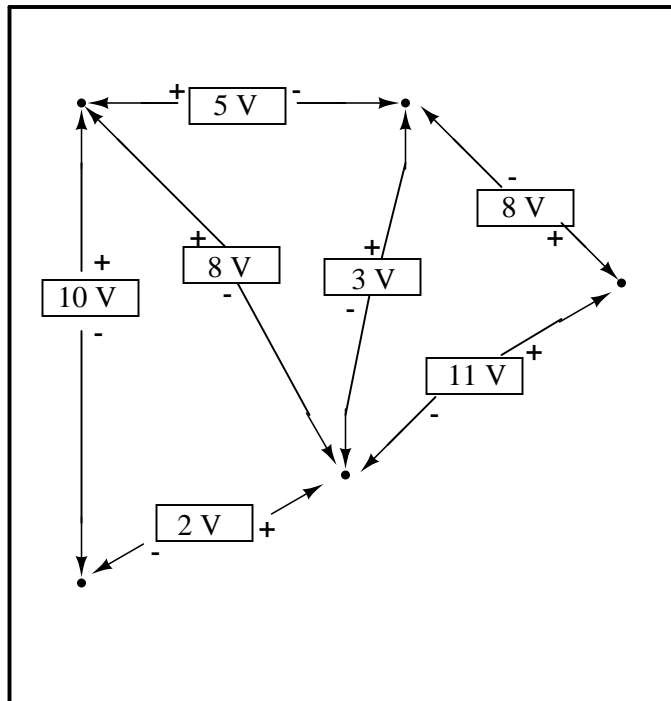 + 5 V -
- 8 V +
+ 8 V -
+ 3 V -
+ 10 V -
+ 11 V -
- 2 V +